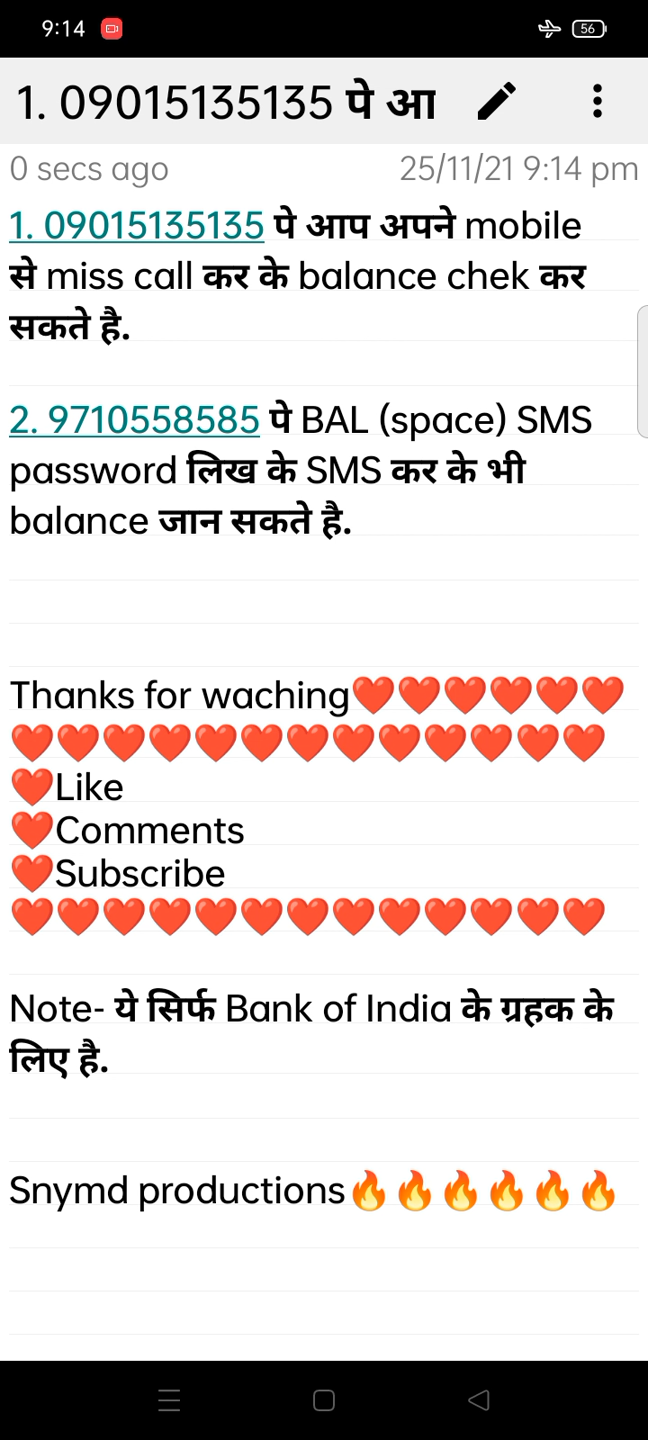 9:14
56
1. 09015135135 पे आ
0 secs ago 25/11/21 9:14 pm
1. 09015135135 पे आप अपने mobile
से miss call कर के balance chek कर
सकते है.
2. 9710558585 पे BAL (space) SMS
password लिख के SMS कर के भी
balance जान सकते है.
Thanks for waching❤️❤️❤️❤️❤️❤️
❤️❤️❤️❤️❤️❤️❤️❤️❤️❤️❤️❤️❤️
❤️Like
❤️Comments
❤️Subscribe
❤️❤️❤️❤️❤️❤️❤️❤️❤️❤️❤️❤️❤️
Note- ये सिर्फ Bank of India के ग्रहक के
लिए है.
Snymd productions🔥🔥🔥🔥🔥🔥